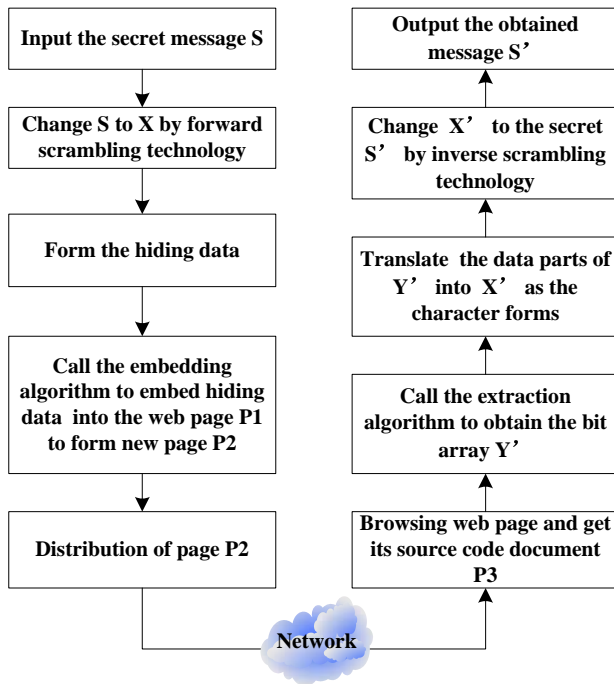 Input the secret message S
Change S to X by forward
scrambling technology
Form the hiding data
Call the embedding
algorithm to embed hiding
data into the web page P1
to form new page P2
Distribution of page P2
Network
Browsing web page and get
its source code document
P3
Call the extraction
algorithm to obtain the bit
array Y’
Translate the data parts of
Y’ into X’ as the
character forms
Change X’ to the secret
S’ by inverse scrambling
technology
Output the obtained
message S’